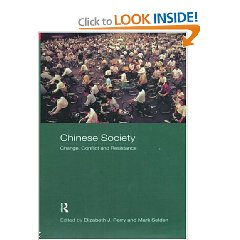 Click to LOOK INSIDE!
Chinese Society
Change, Conflict and Resistance
Edited by Elizabeth J. Perry and Mark Selden
R